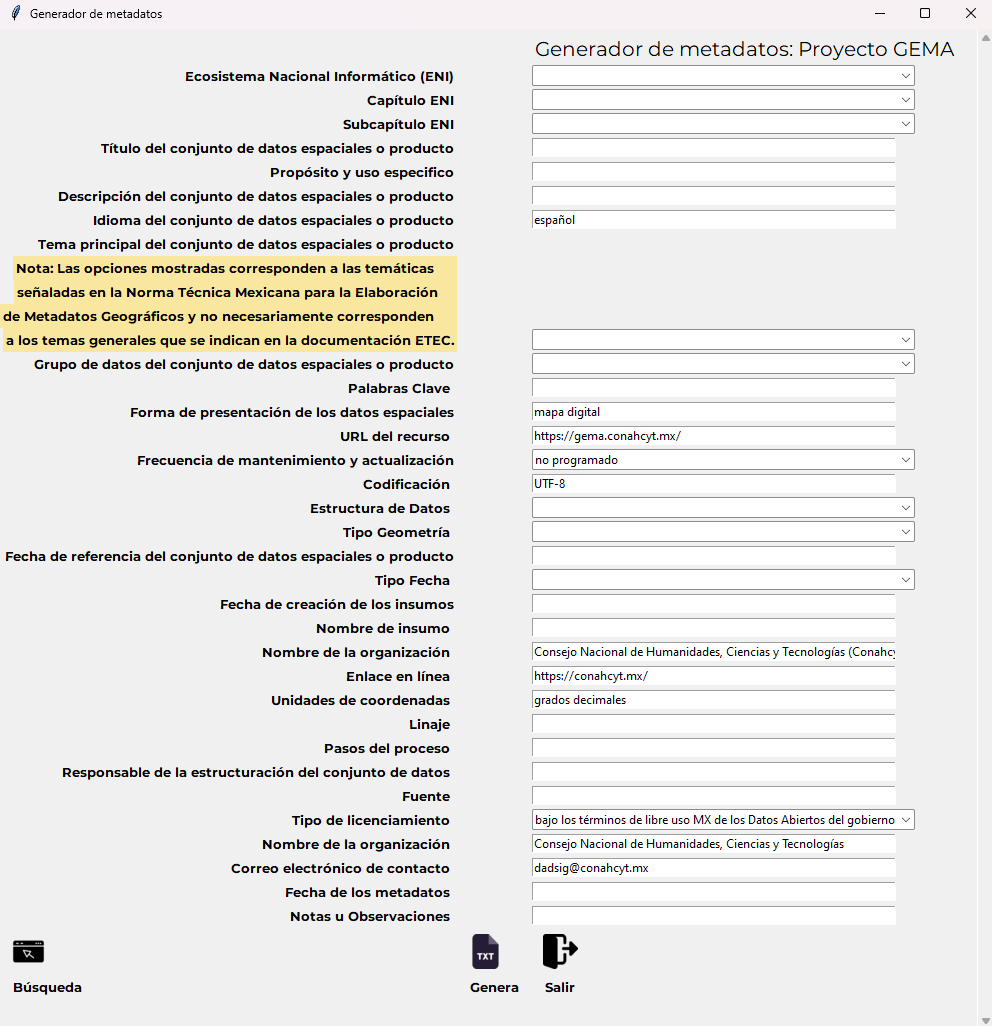 Generador de metadatos
Generador de metadatos: Proyecto GEMA
Ecosistema Nacional Informático (ENI)
Capítulo ENI
Subcapítulo ENI
Título del conjunto de datos espaciales o producto
Propósito y uso especifico
Descripción del conjunto de datos espaciales o producto
Idioma del conjunto de datos espaciales o producto español
Tema principal del conjunto de datos espaciales o producto
Nota: Las opciones mostradas corresponden a las temáticas
señaladas en la Norma Técnica Mexicana para la Elaboración
de Metadatos Geográficos y no necesariamente corresponden
a los temas generales que se indican en la documentación ETEC.
Grupo de datos del conjunto de datos espaciales o producto
Palabras Clave
Forma de presentación de los datos espaciales mapa digital
URL del recurso https://gema.conahcyt.mx/
Frecuencia de mantenimiento y actualización no programado
Codificación UTF-8
Estructura de Datos
Tipo Geometría
Fecha de referencia del conjunto de datos espaciales o producto
Tipo Fecha
Fecha de creación de los insumos
Nombre de insumo
Nombre de la organización Consejo Nacional de Humanidades, Ciencias y Tecnologías (Conahcy
Enlace en línea https://conahcyt.mx/
Unidades de coordenadas grados decimales
Linaje
Pasos del proceso
Responsable de la estructuración del conjunto de datos
Fuente
Tipo de licenciamiento bajo los términos de libre uso MX de los Datos Abiertos del gobierno
Nombre de la organización Consejo Nacional de Humanidades, Ciencias y Tecnologías
Correo electrónico de contacto dadsig@conahcyt.mx
Fecha de los metadatos
Notas u Observaciones
TXT
Búsqueda Genera Salir